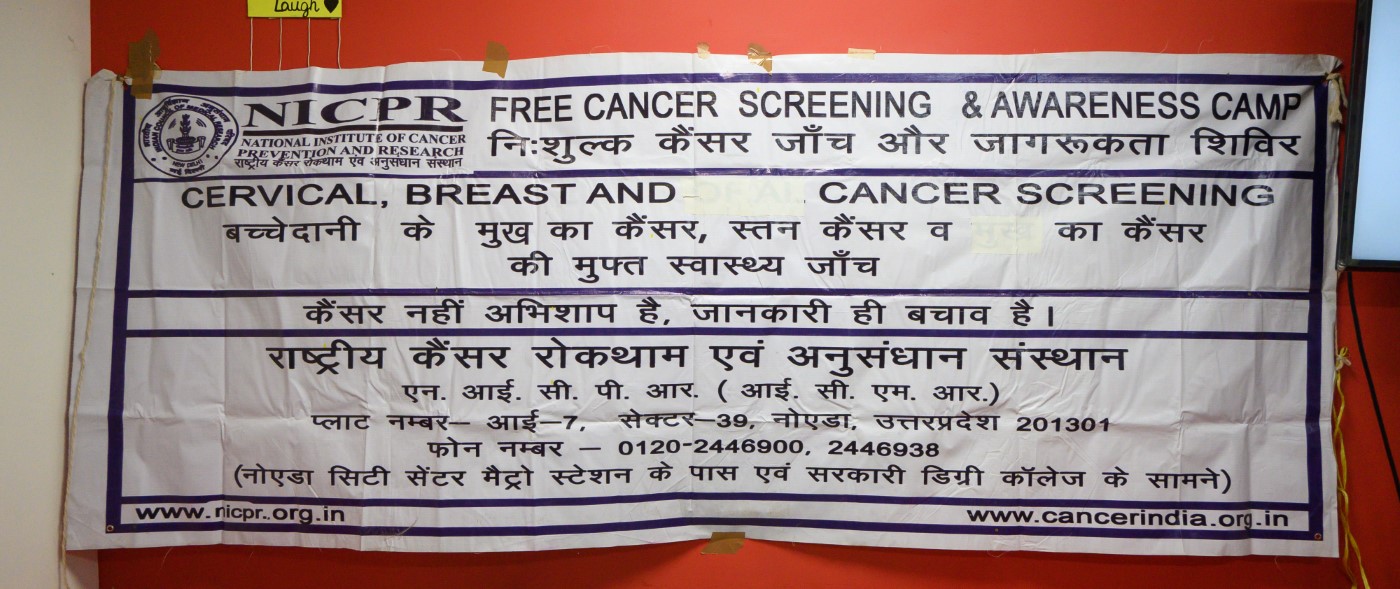 Laugh
NICPR
NATIONAL INSTITUTE OF CANCER
PREVENTION AND RESEARCH
राष्ट्रीय कैंसर रोकथाम एवं अनुसंधान संस्थान
NEW DELHI
FREE CANCER SCREENING & AWARENESS CAMP
निःशुल्क कैंसर जाँच और जागरूकता शिविर
CERVICAL, BREAST AND CANCER SCREENING
बच्चेदानी के मुख का कैंसर, स्तन कैंसर व मुख का कैंसर
की मुफ्त स्वास्थ्य जाँच
कैंसर नहीं अभिशाप है, जानकारी ही बचाव है।
राष्ट्रीय कैंसर रोकथाम एवं अनुसंधान संस्थान
एन. आई. सी. पी. आर. ( आई. सी. एम. आर.)
प्लाट नम्बर– आई–7, सेक्टर–39, नोएडा, उत्तरप्रदेश 201301
फोन नम्बर – 0120-2446900, 2446938
(नोएडा सिटी सेंटर मैट्रो स्टेशन के पास एवं सरकारी डिग्री कॉलेज के सामने)
www.nicpr.org.in
www.cancerindia.org.in